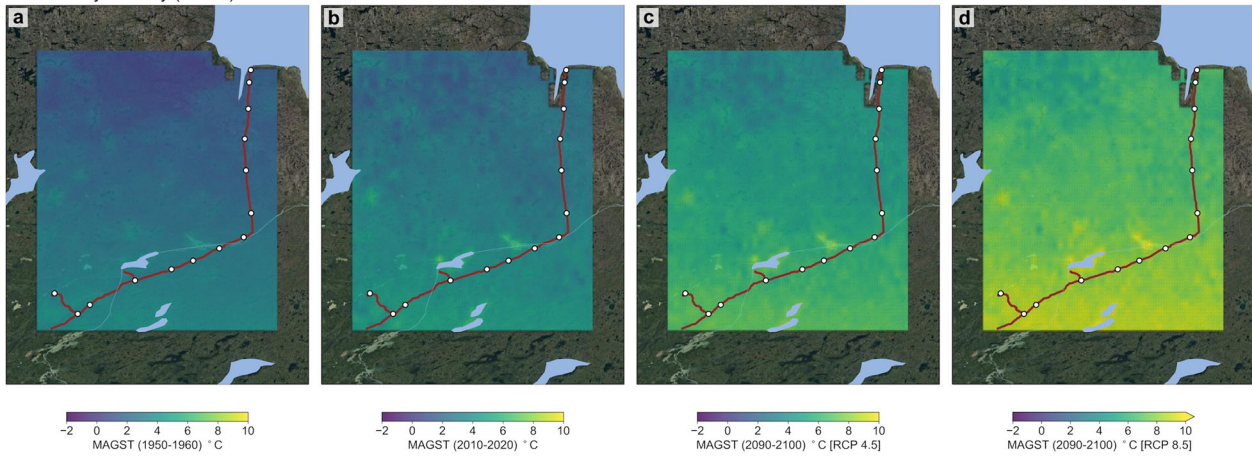 a b c d
-2 0 2 4 6 8 10
MAGST (1950-1960) °C
-2 0 2 4 6 8 10
MAGST (2010-2020) °C
-2 0 2 4 6 8 10
MAGST (2090-2100) °C [RCP 4.5]
-2 0 2 4 6 8 10
MAGST (2090-2100) °C [RCP 8.5]